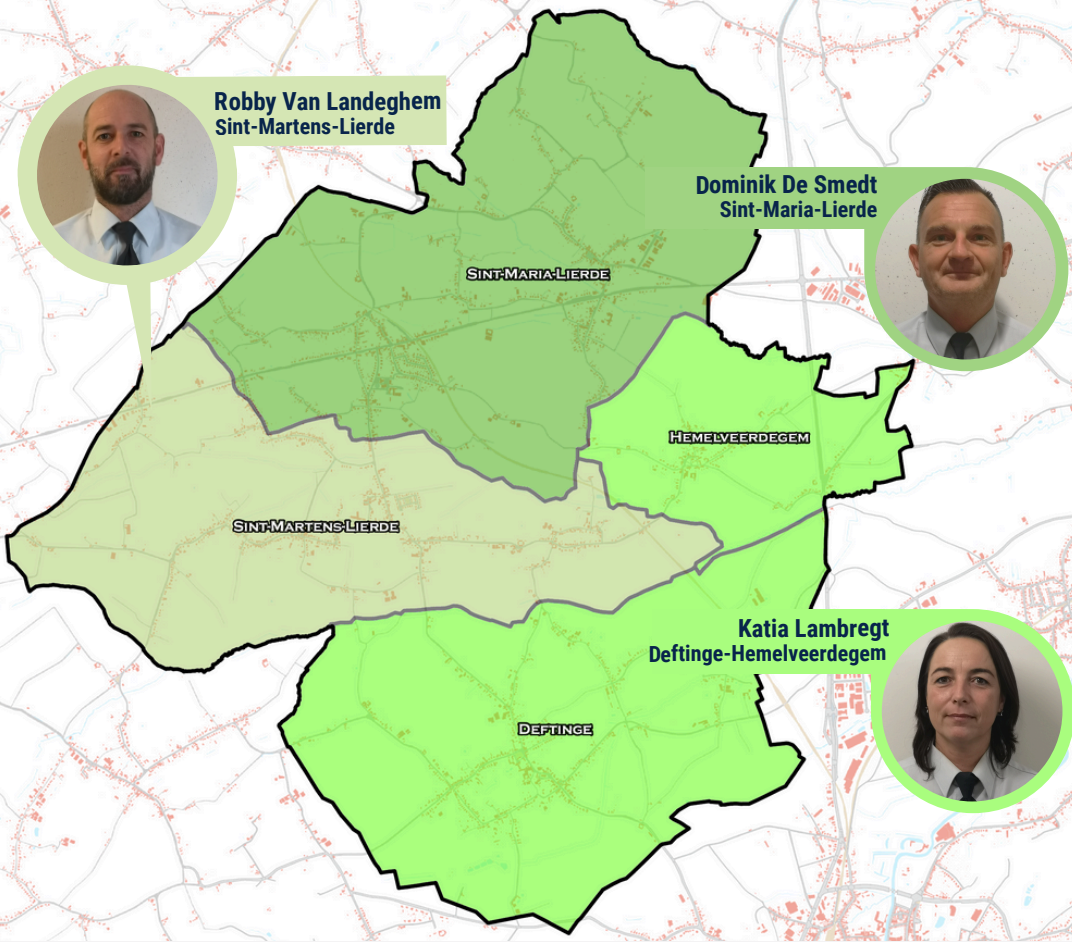 Robby Van Landeghem
Sint-Martens-Lierde
Dominik De Smedt
Sint-Maria-Lierde
SINT-MARIA-LIERDE
HEMELVEERDEGEM
SINT-MARTENS-LIERDE
Katia Lambregt
Deftinge-Hemelveerdegem
DEFTINGE